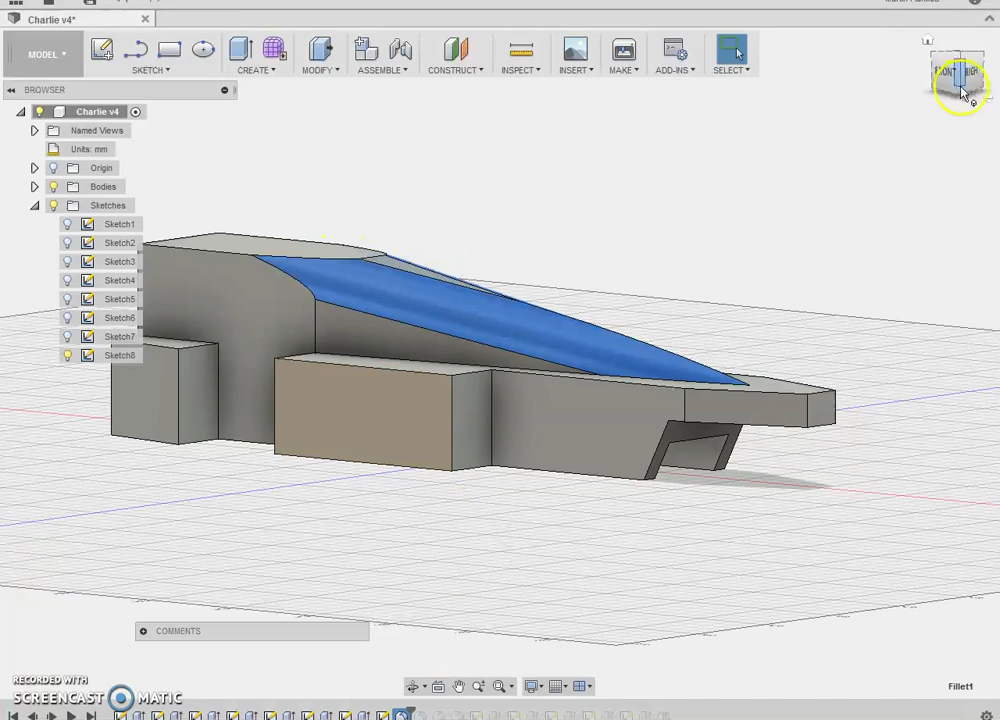 Charlie v4*
MODEL
SKETCH
CREATE
MODIFY
ASSEMBLE
CONSTRUCT
INSPECT
INSERT
MAKE
ADD-INS
SELECT
FRONT
RIGHT
BROWSER
Charlie v4
Named Views
Units: mm
Origin
Bodies
Sketches
Sketch1
Sketch2
Sketch3
Sketch4
Sketch5
Sketch6
Sketch7
Sketch8
COMMENTS
RECORDED WITH
SCREENCAST MATIC
Fillet1